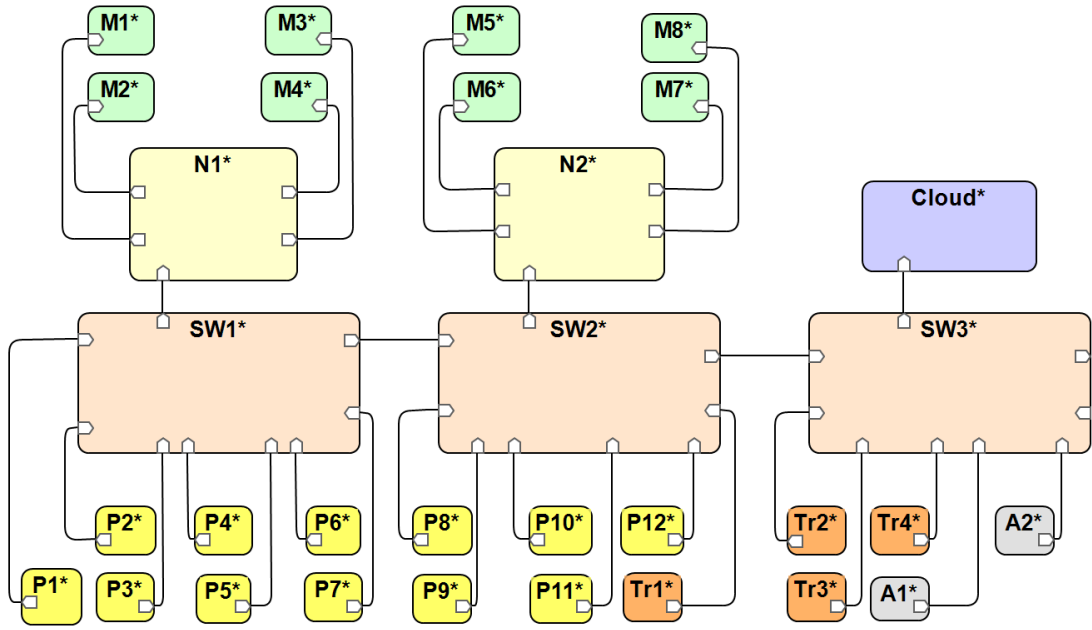 M1*
M3*
M5*
M8*
M2*
M4*
M6*
M7*
N1*
N2*
Cloud*
SW1*
SW2*
SW3*
P2*
P4*
P6*
P8*
P10*
P12*
Tr2*
Tr4*
A2*
P1*
P3*
P5*
P7*
P9*
P11*
Tr1*
Tr3*
A1*